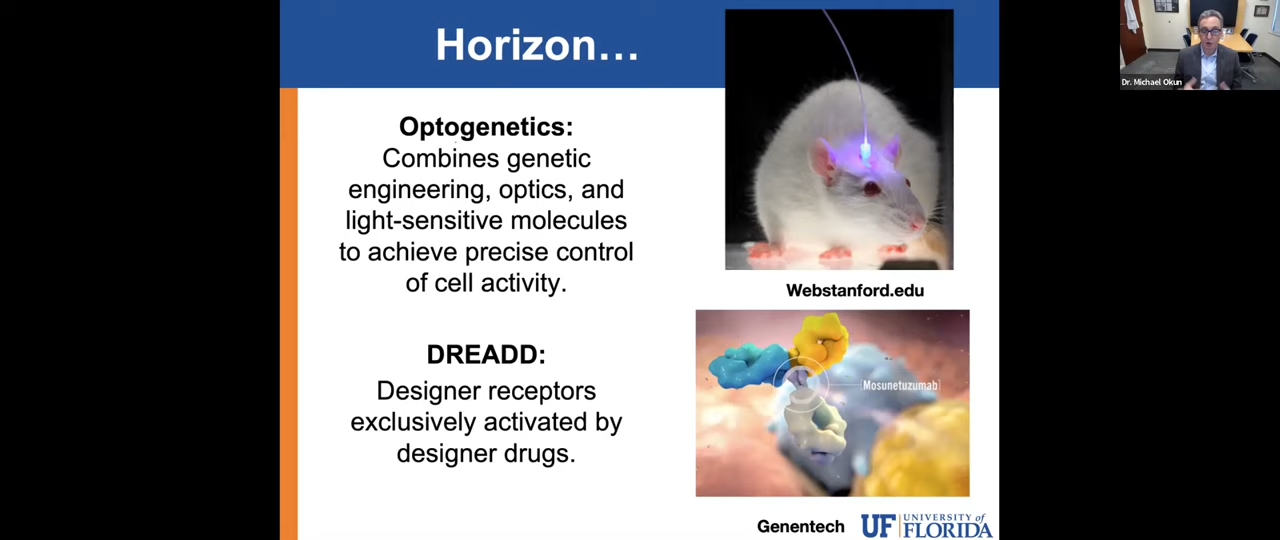 Horizon…
Optogenetics:
Combines genetic
engineering, optics, and
light-sensitive molecules
to achieve precise control
of cell activity.
DREADD:
Designer receptors
exclusively activated by
designer drugs.
Webstanford.edu
Mosunetuzumab
Genentech
UF UNIVERSITY of
FLORIDA
Dr. Michael Okun